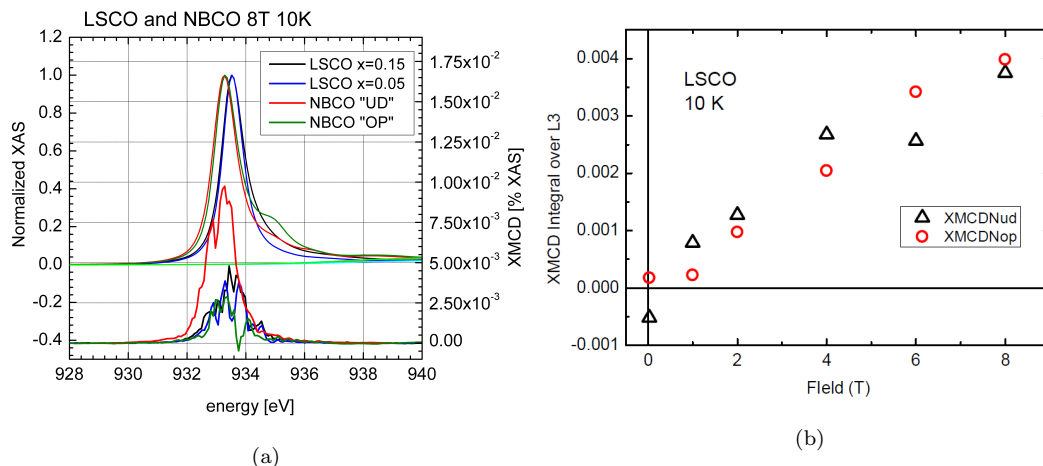 LSCO and NBCO 8T 10K
Normalized XAS
1.2
1.0
0.8
0.6
0.4
0.2
0.0
-0.2
-0.4
LSCO x=0.15
LSCO x=0.05
NBCO "UD"
NBCO "OP"
1.75x10-2
1.50x10-2
1.25x10-2
1.00x10-2
7.50x10-3
5.00x10-3
2.50x10-3
0.00
XMCD [% XAS]
928 930 932 934 936 938 940
energy [eV]
(a)
XMCD Integral over L3
0.004
0.003
0.002
0.001
0.000
-0.001
LSCO
10 K
XMCDNud
XMCDNop
0 2 4 6 8
FIeld (T)
(b)